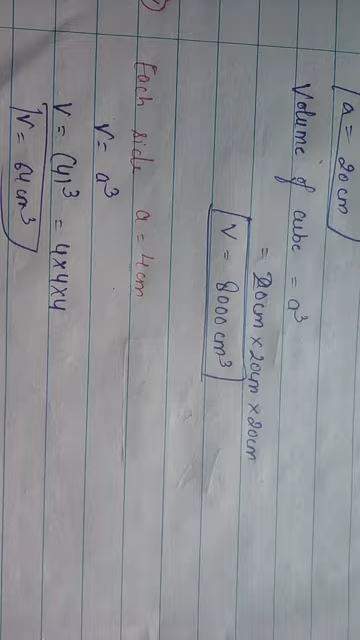 a = 20 cm
Volume of cube = a³
= 20cm × 20cm × 20cm
V = 8000 cm³
Each side a = 4cm
V = a³
V = (4)³ = 4×4×4
V = 64 cm³